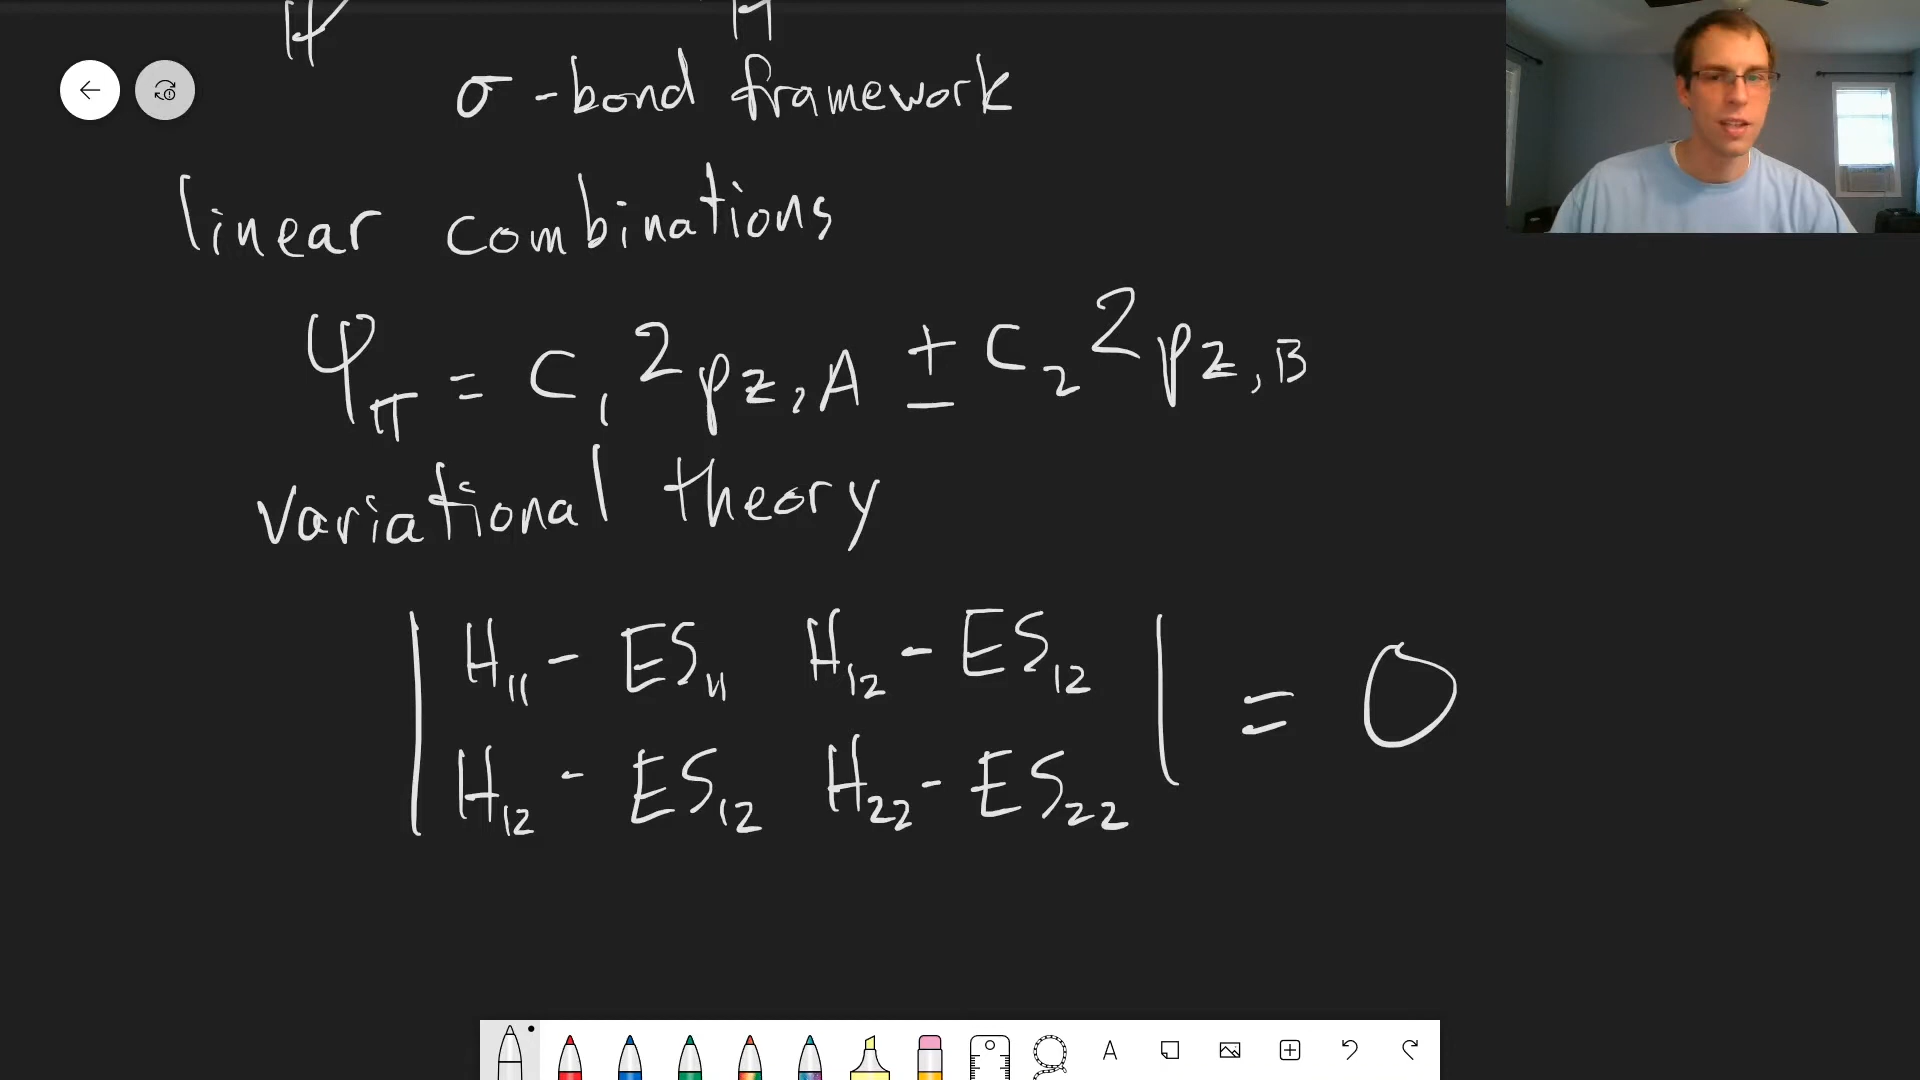 H H
σ-bond framework
linear combinations
φπ = C₁ 2pz,A ± C₂ 2pz,B
variational theory
| H₁₁ - ES₁₁ H₁₂ - ES₁₂ |
| H₁₂ - ES₁₂ H₂₂ - ES₂₂ | = 0
A